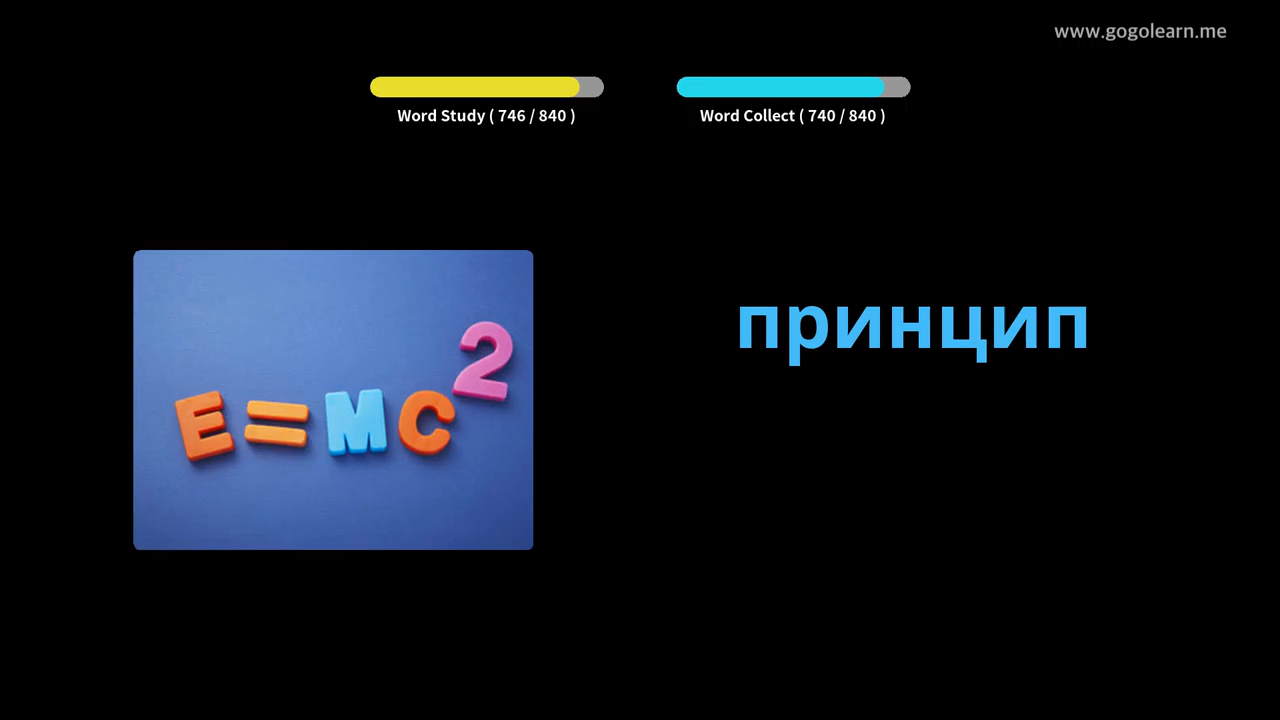 www.gogolearn.me
Word Study ( 746 / 840 )
Word Collect ( 740 / 840 )
принцип
E=MC²